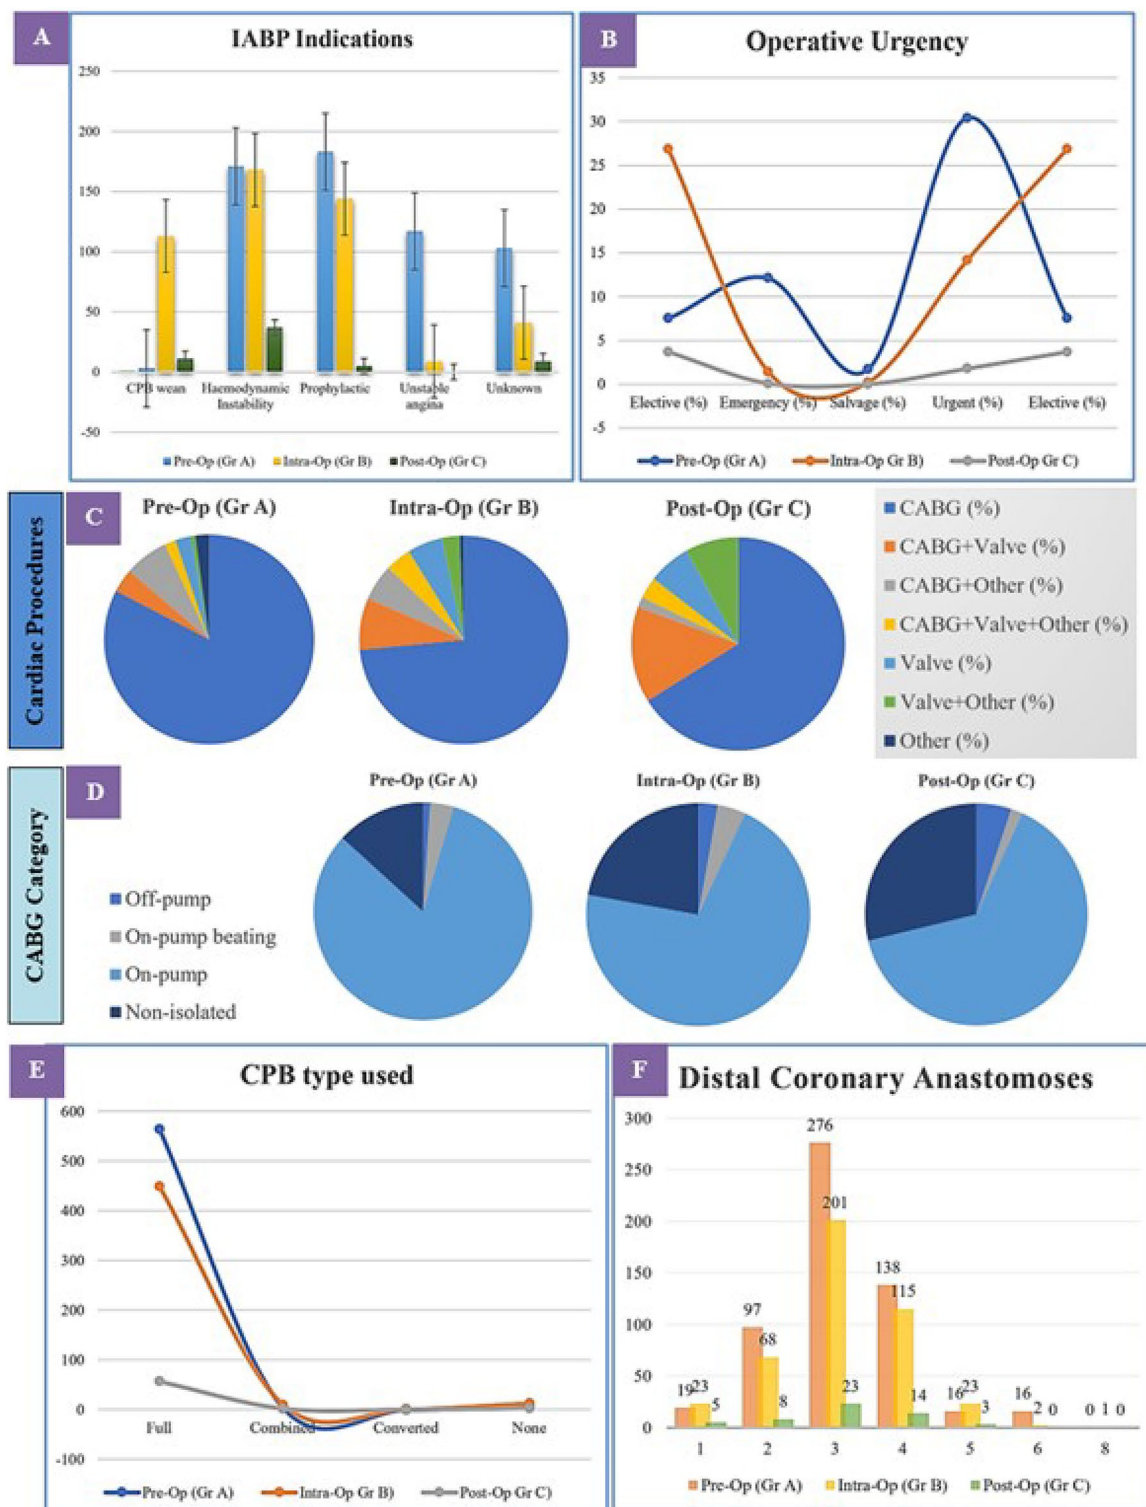 A
IABP Indications
250
200
150
100
50
0
-50
CPB wean
Haemodynamic
Instability
Prophylactic
Unstable
angina
Unknown
Pre-Op (Gr A)
Intra-Op (Gr B)
Post-Op (Gr C)
B
Operative Urgency
35
30
25
20
15
10
5
0
-5
Elective (%)
Emergency (%)
Salvage (%)
Urgent (%)
Elective (%)
Pre-Op (Gr A)
Intra-Op Gr B)
Post-Op Gr C)
Cardiac Procedures
C
Pre-Op (Gr A)
Intra-Op (Gr B)
Post-Op (Gr C)
CABG (%)
CABG+Valve (%)
CABG+Other (%)
CABG+Valve+Other (%)
Valve (%)
Valve+Other (%)
Other (%)
CABG Category
D
Pre-Op (Gr A)
Intra-Op (Gr B)
Post-Op (Gr C)
Off-pump
On-pump beating
On-pump
Non-isolated
E
CPB type used
600
500
400
300
200
100
0
-100
Full
Combined
Converted
None
Pre-Op (Gr A)
Intra-Op Gr B)
Post-Op Gr C)
F
Distal Coronary Anastomoses
300
250
200
150
100
50
0
19
23
5
97
68
8
276
201
23
138
115
14
16
23
3
16
2
0
0
1
0
1
2
3
4
5
6
8
Pre-Op (Gr A)
Intra-Op (Gr B)
Post-Op (Gr C)